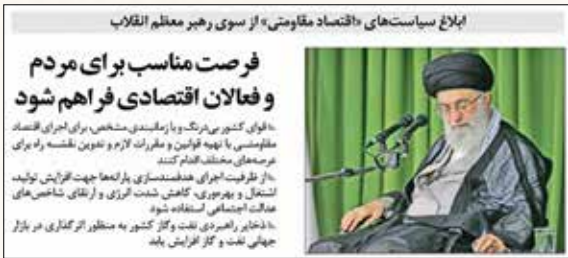 ابلاغ سیاست‌های «اقتصاد مقاومتی» از سوی رهبر معظم انقلاب
فرصت مناسب برای مردم
و فعالان اقتصادی فراهم شود
قوای کشور بی‌درنگ و با زمانبندی مشخص، برای اجرای اقتصاد
مقاومتی با تهیه قوانین و مقررات لازم و تدوین نقشه راه برای
عرصه‌های مختلف اقدام کنند
از ظرفیت اجرای هدفمندسازی یارانه‌ها جهت افزایش تولید،
اشتغال و بهره‌وری، کاهش شدت انرژی و ارتقای شاخص‌های
عدالت اجتماعی استفاده شود
ذخایر راهبردی نفت وگاز کشور به منظور اثرگذاری در بازار
جهانی نفت و گاز افزایش یابد